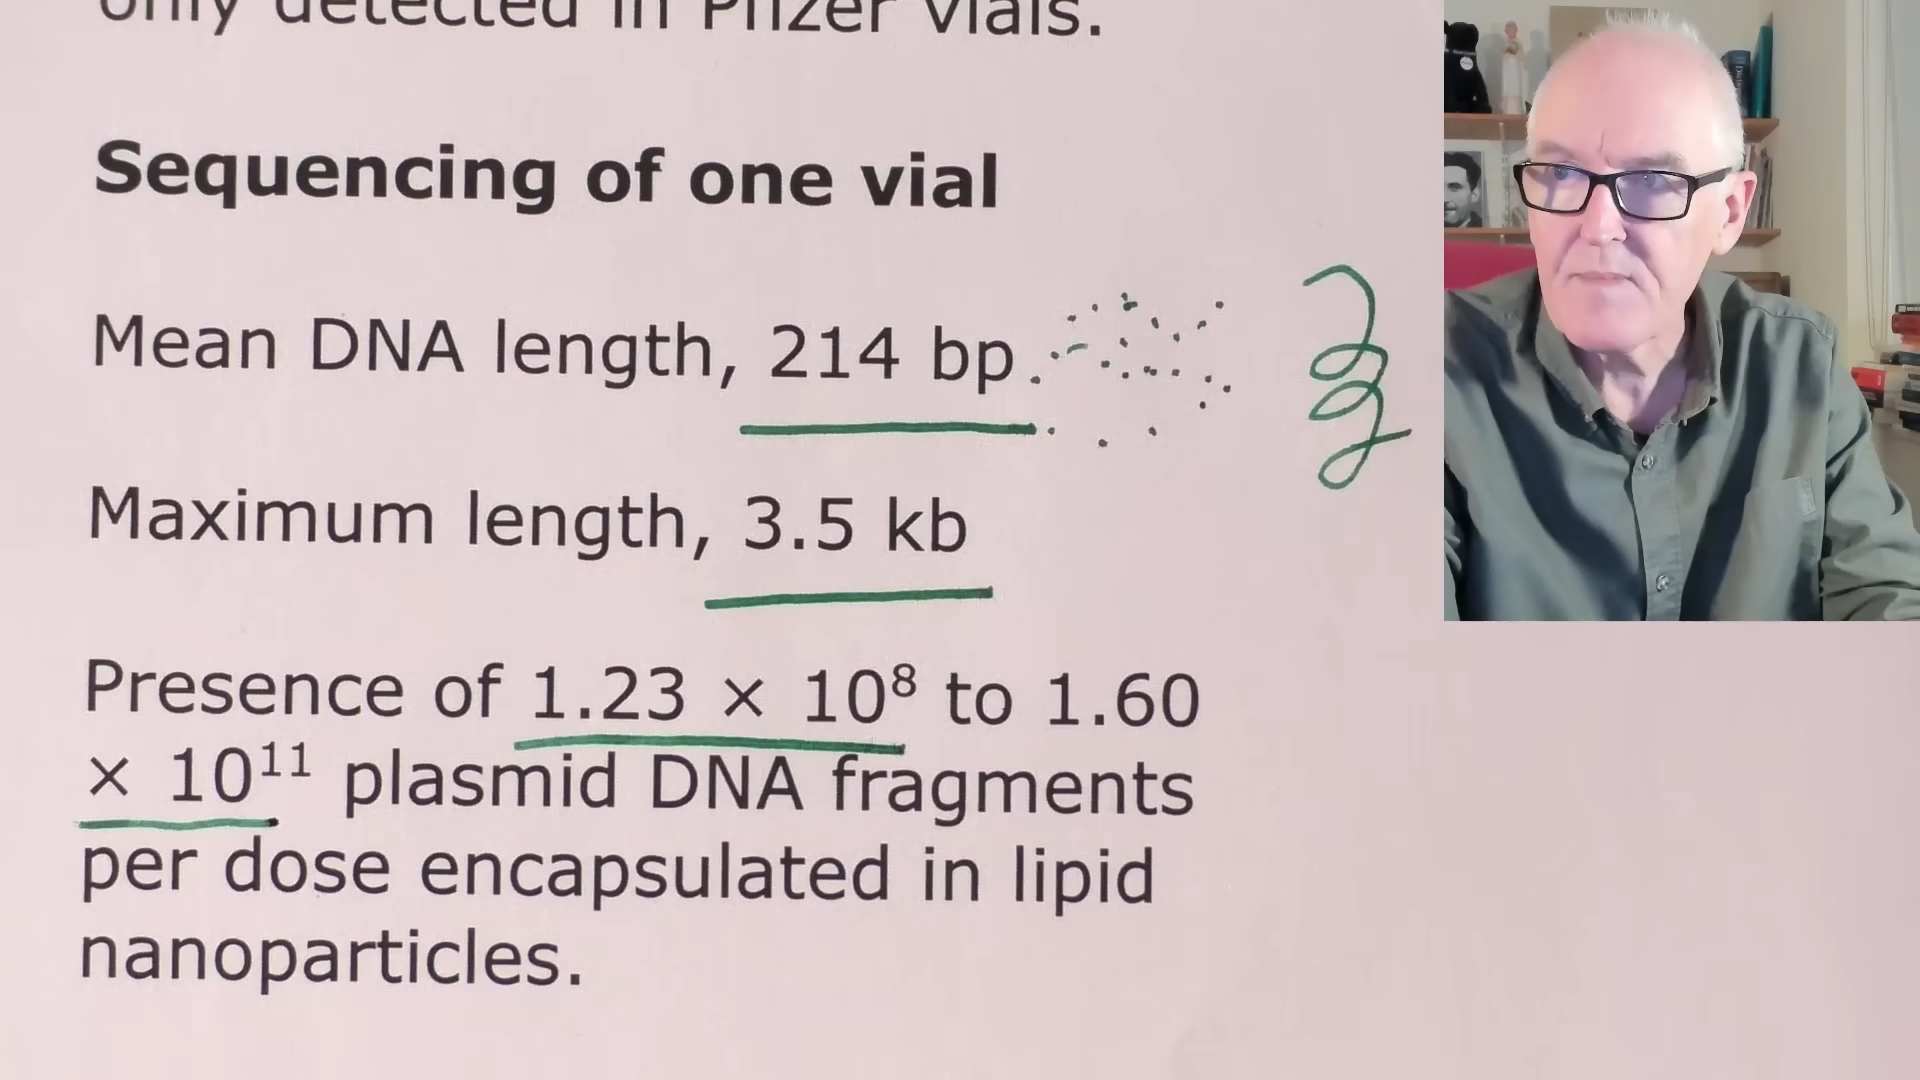 only detected in Pfizer vials.
Sequencing of one vial
Mean DNA length, 214 bp.
Maximum length, 3.5 kb
Presence of 1.23 × 10⁸ to 1.60
× 10¹¹ plasmid DNA fragments
per dose encapsulated in lipid
nanoparticles.